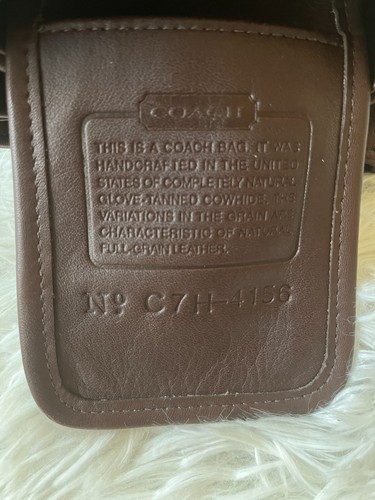 COACH
THIS IS A COACH BAG. IT WAS
HANDCRAFTED IN THE UNITED
STATES OF COMPLETELY NATURAL
GLOVE-TANNED COWHIDE. THE
VARIATIONS IN THE GRAIN ARE
CHARACTERISTIC OF NATURAL
FULL GRAIN LEATHER.
No C7H-4156